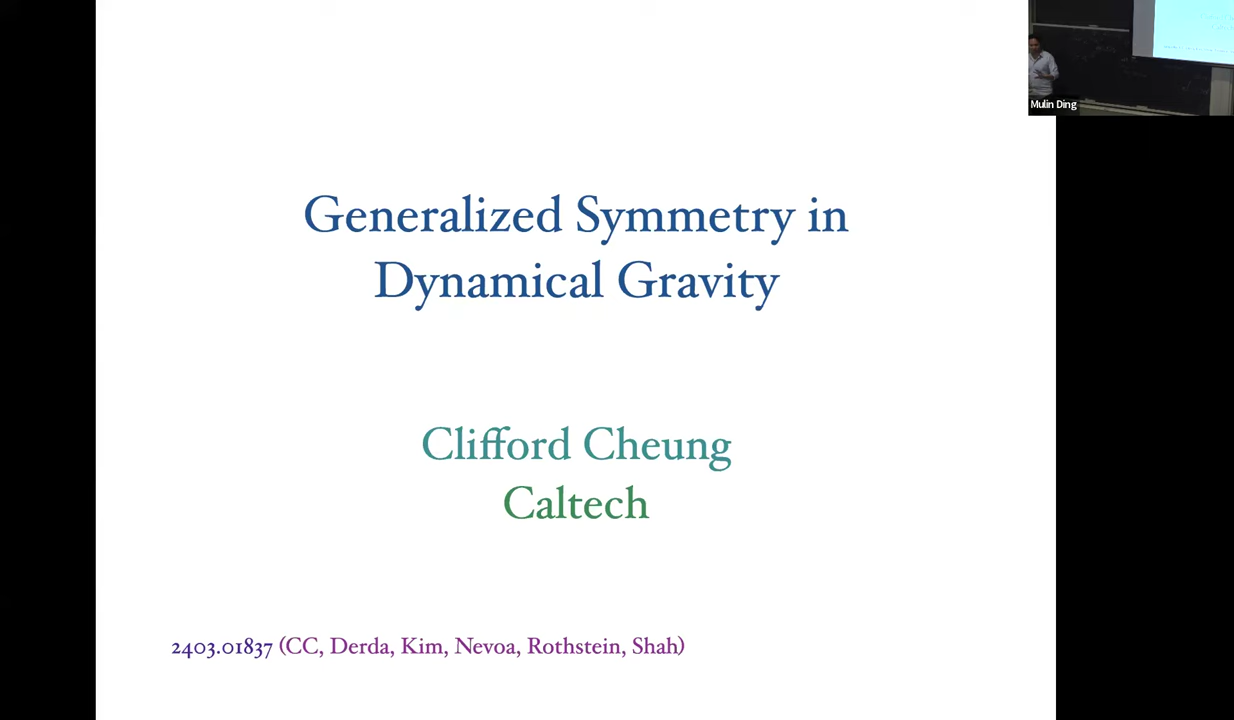 Mulin Ding
Generalized Symmetry in
Dynamical Gravity
Clifford Cheung
Caltech
2403.01837 (CC, Derda, Kim, Nevoa, Rothstein, Shah)